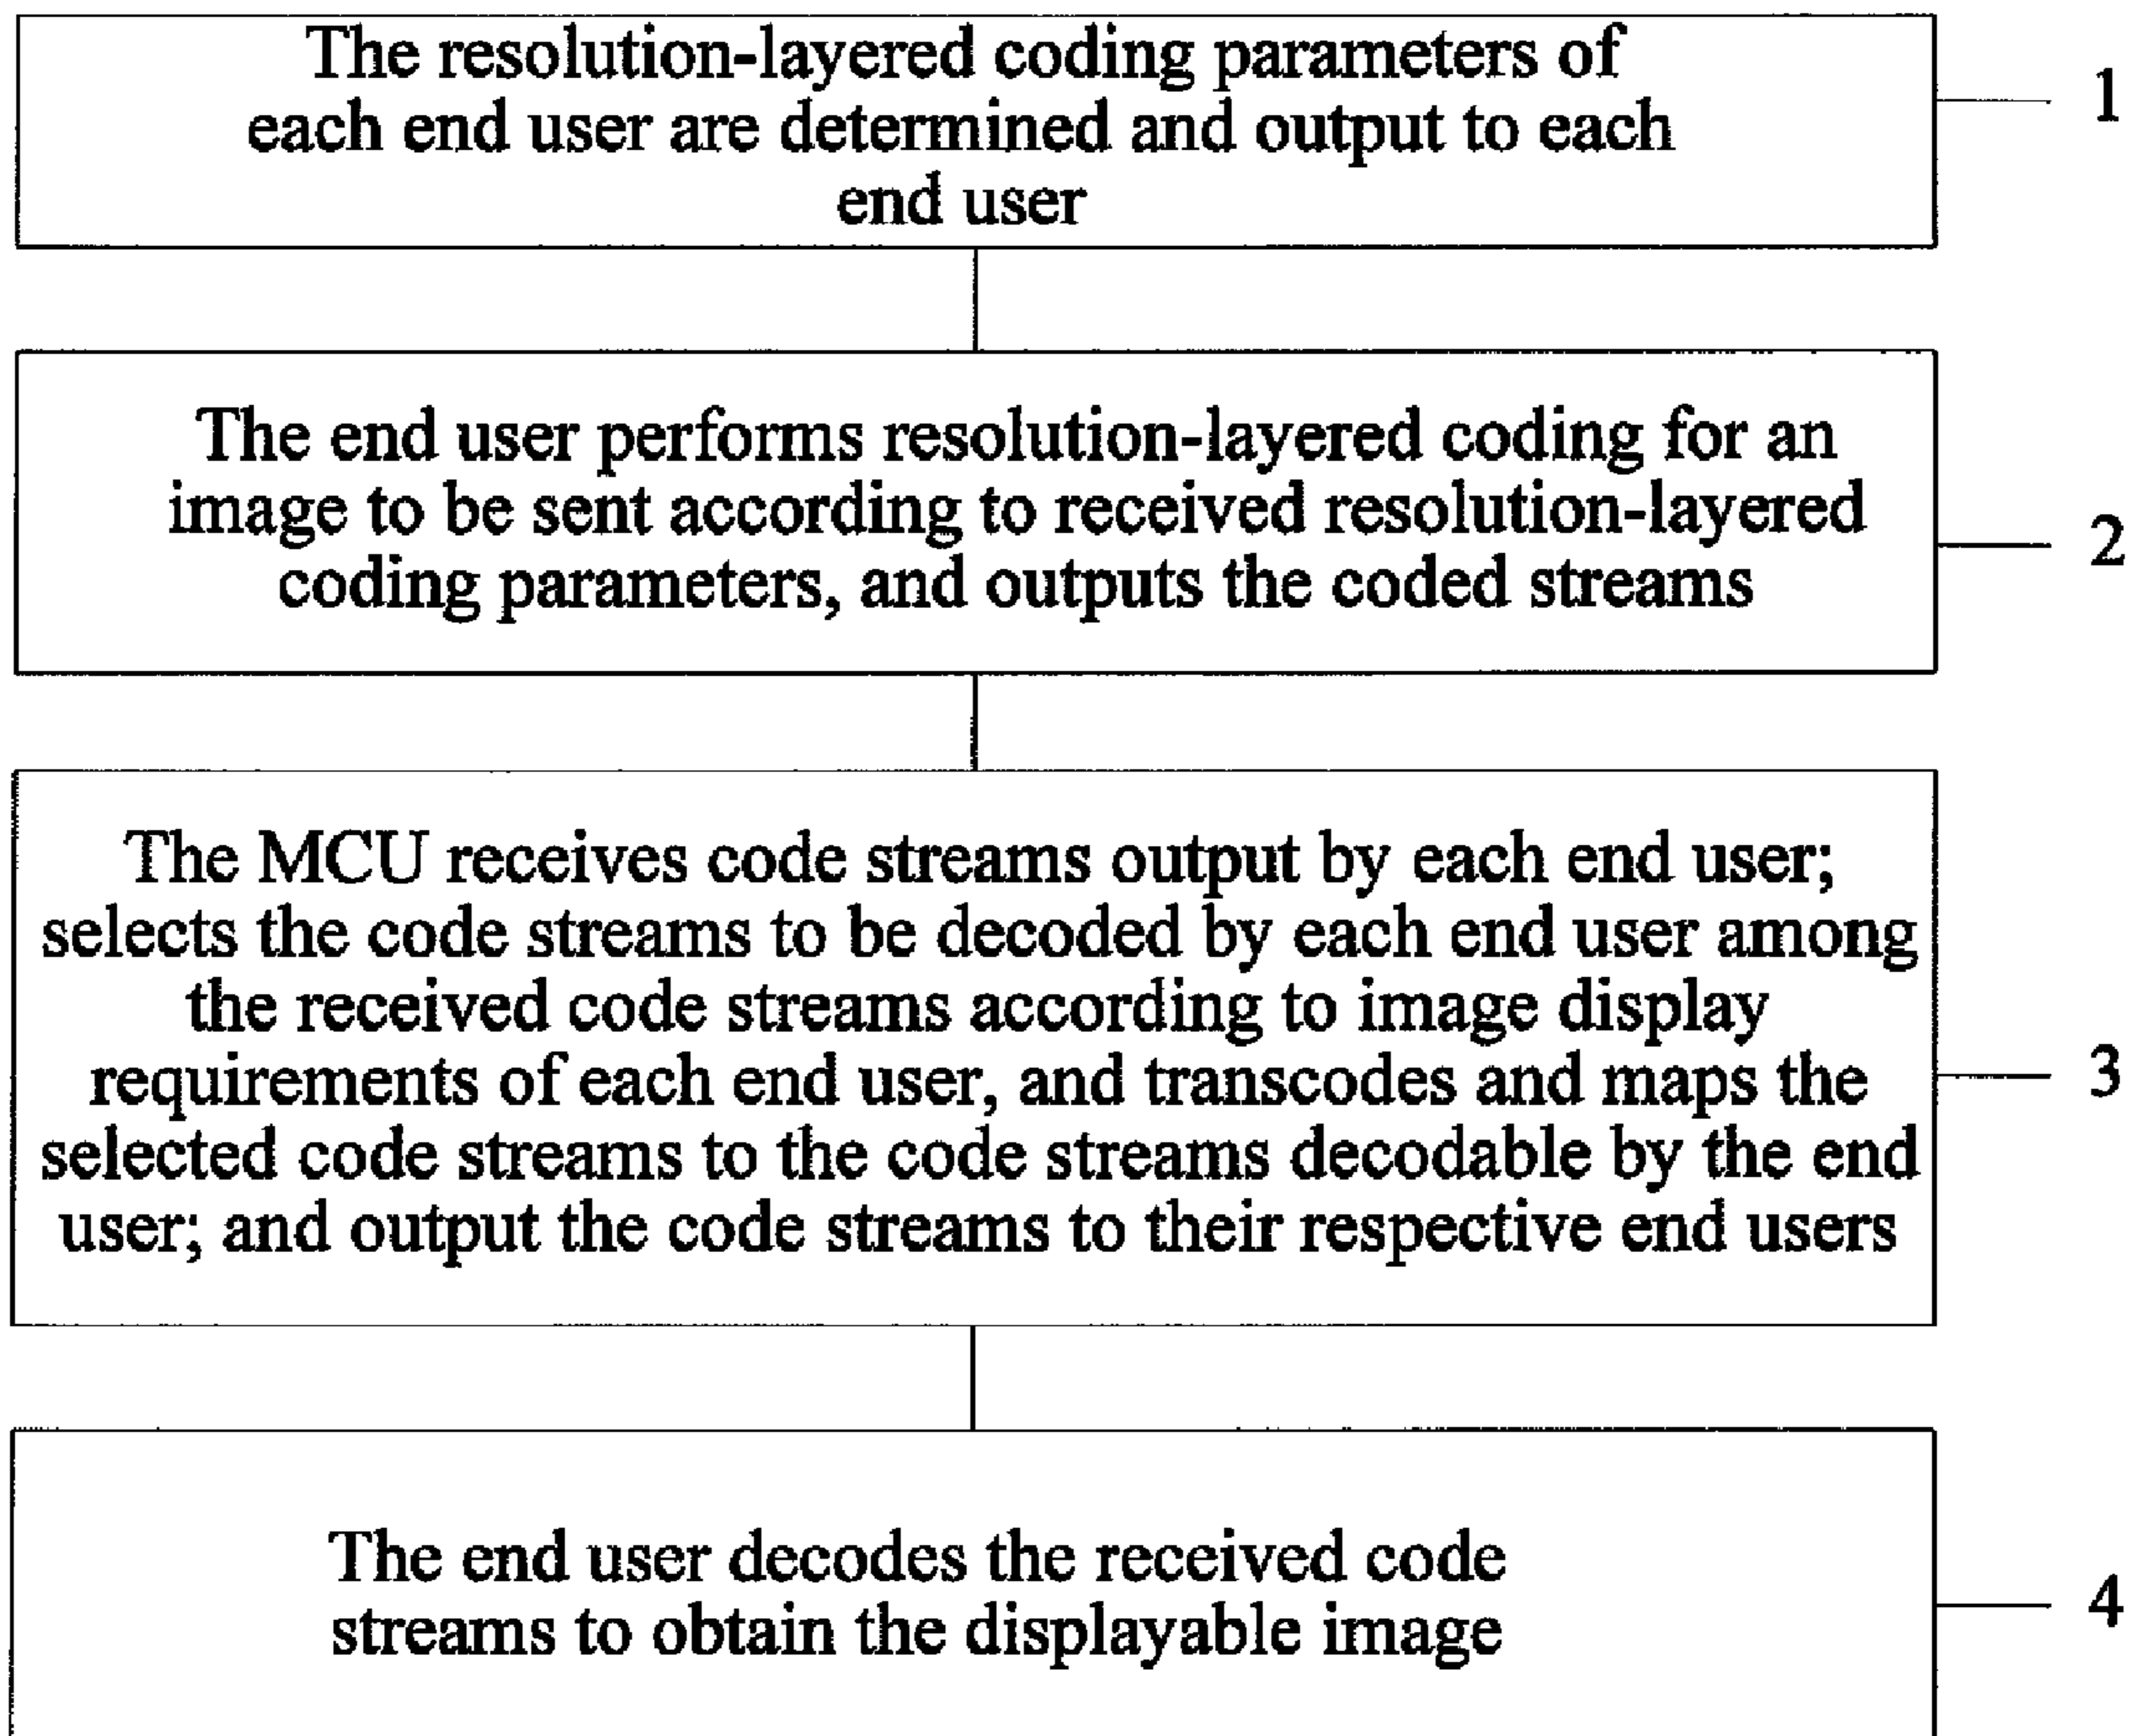 The resolution-layered coding parameters of
each end user are determined and output to each
end user
1
The end user performs resolution-layered coding for an
image to be sent according to received resolution-layered
coding parameters, and outputs the coded streams
2
The MCU receives code streams output by each end user;
selects the code streams to be decoded by each end user among
the received code streams according to image display
requirements of each end user, and transcodes and maps the
selected code streams to the code streams decodable by the end
user; and output the code streams to their respective end users
3
The end user decodes the received code
streams to obtain the displayable image
4